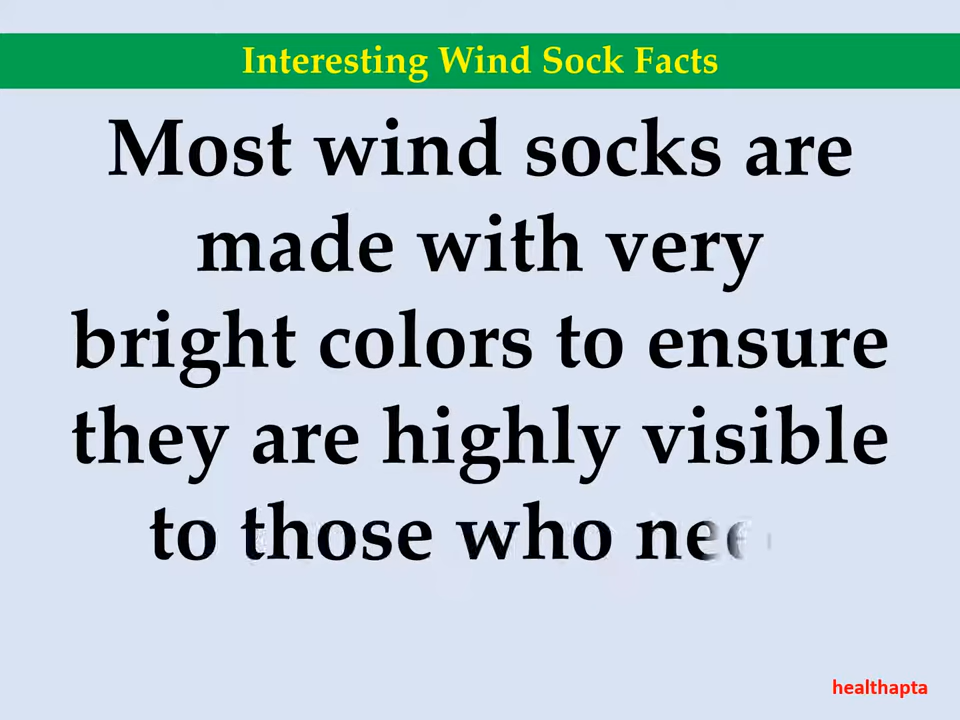 Interesting Wind Sock Facts
Most wind socks are
made with very
bright colors to ensure
they are highly visible
to those who
healthapta